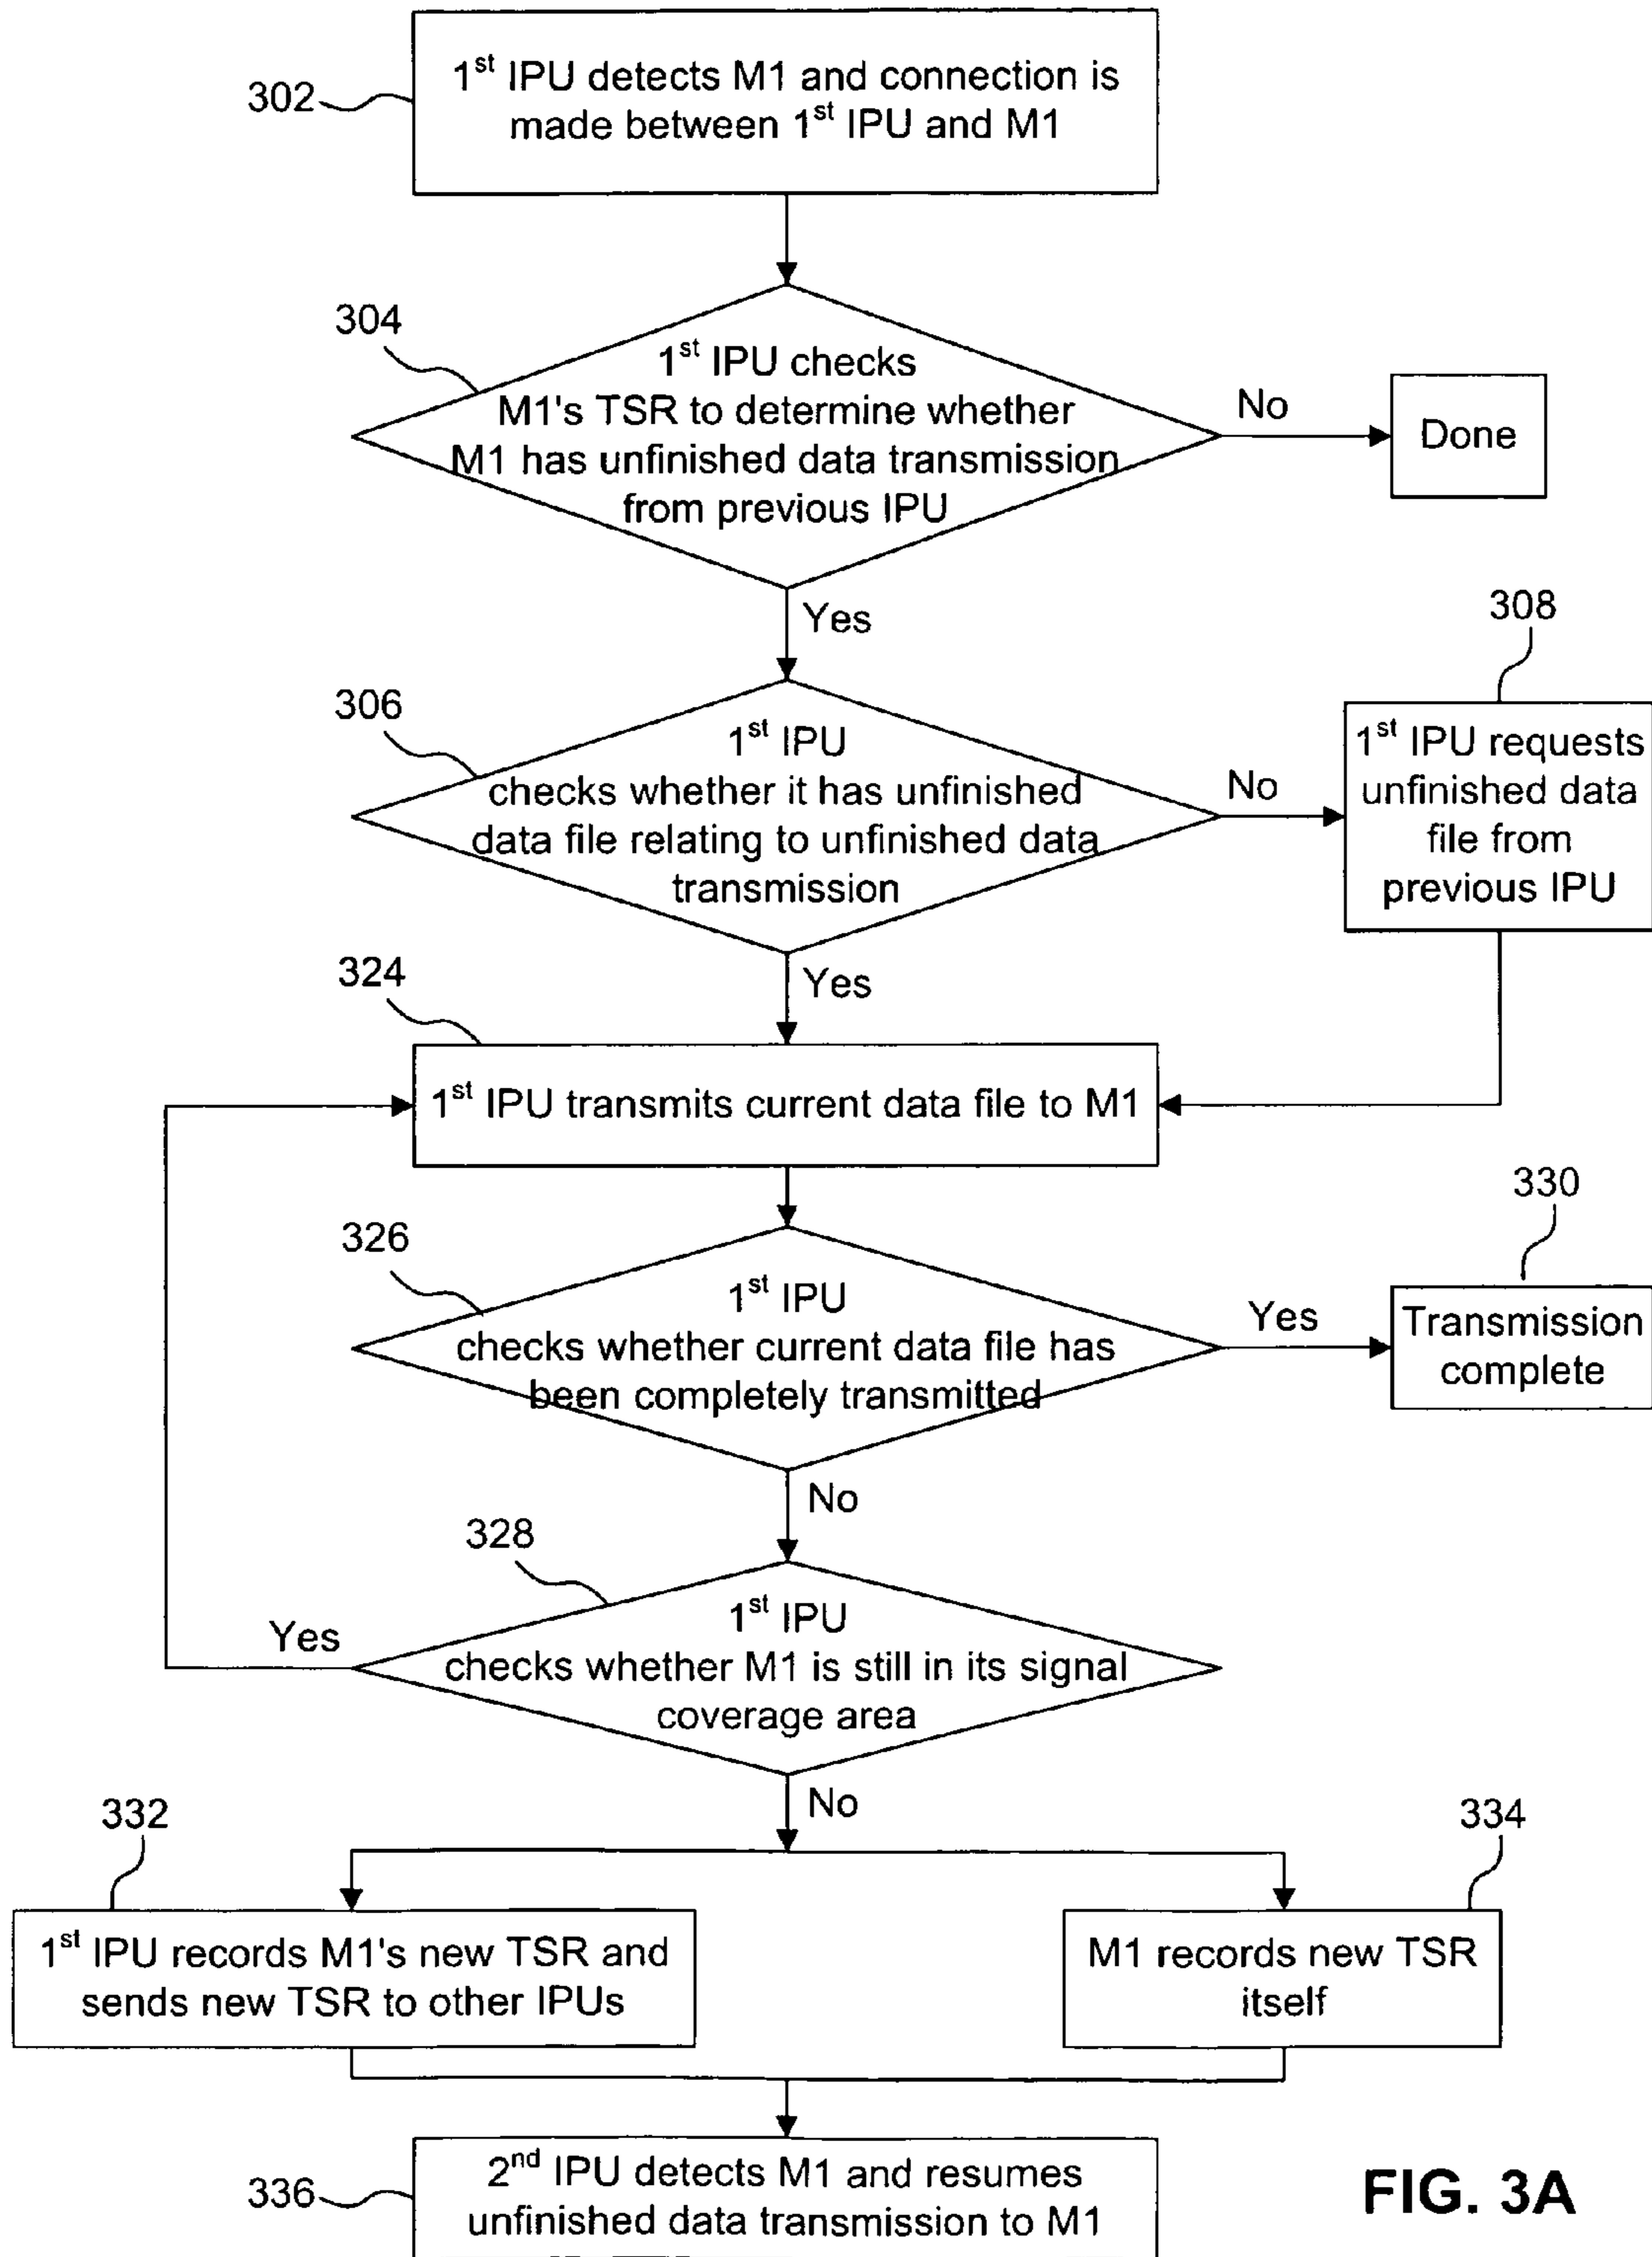 302
1st IPU detects M1 and connection is
made between 1st IPU and M1
304
1st IPU checks
M1's TSR to determine whether
M1 has unfinished data transmission
from previous IPU
No
Done
Yes
308
306
1st IPU
checks whether it has unfinished
data file relating to unfinished data
transmission
No
1st IPU requests
unfinished data
file from
previous IPU
Yes
324
1st IPU transmits current data file to M1
330
326
1st IPU
checks whether current data file has
been completely transmitted
Yes
Transmission
complete
No
328
1st IPU
checks whether M1 is still in its signal
coverage area
Yes
No
332
334
1st IPU records M1's new TSR and
sends new TSR to other IPUs
M1 records new TSR
itself
336
2nd IPU detects M1 and resumes
unfinished data transmission to M1
FIG. 3A